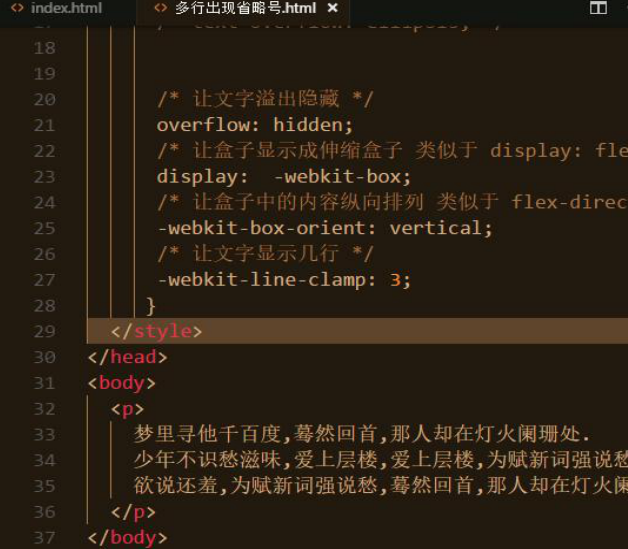 index.html
多行出现省略号.html ×
18
19
20 /* 让文字溢出隐藏 */
21 overflow: hidden;
22 /* 让盒子显示成伸缩盒子 类似于 display: fle
23 display: -webkit-box;
24 /* 让盒子中的内容纵向排列 类似于 flex-direc
25 -webkit-box-orient: vertical;
26 /* 让文字显示几行 */
27 -webkit-line-clamp: 3;
28 }
29 </style>
30 </head>
31 <body>
32 <p>
33 梦里寻他千百度,蓦然回首,那人却在灯火阑珊处.
34 少年不识愁滋味,爱上层楼,爱上层楼,为赋新词强说愁
35 欲说还羞,为赋新词强说愁,蓦然回首,那人却在灯火阑
36 </p>
37 </body>